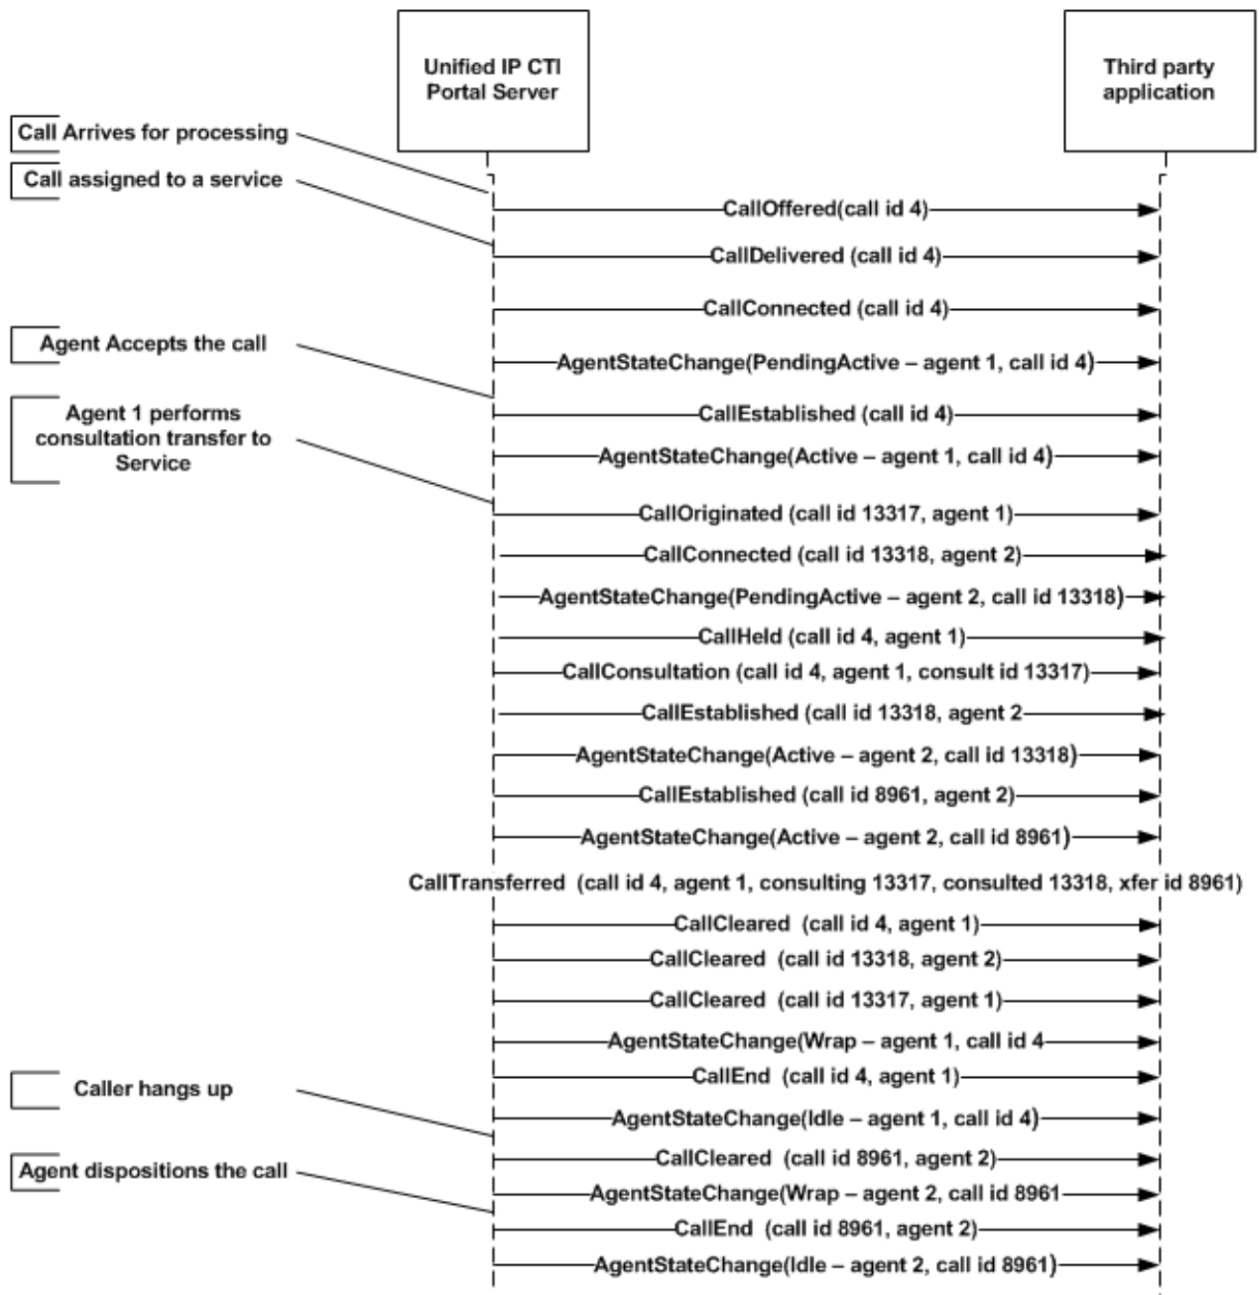 Unified IP CTI
Portal Server
Third party
application
Call Arrives for processing
Call assigned to a service
CallOffered(call id 4)
CallDelivered (call id 4)
CallConnected (call id 4)
Agent Accepts the call
AgentStateChange(PendingActive – agent 1, call id 4)
CallEstablished (call id 4)
Agent 1 performs
consultation transfer to
Service
AgentStateChange(Active – agent 1, call id 4)
CallOriginated (call id 13317, agent 1)
CallConnected (call id 13318, agent 2)
AgentStateChange(PendingActive – agent 2, call id 13318)
CallHeld (call id 4, agent 1)
CallConsultation (call id 4, agent 1, consult id 13317)
CallEstablished (call id 13318, agent 2
AgentStateChange(Active – agent 2, call id 13318)
CallEstablished (call id 8961, agent 2)
AgentStateChange(Active – agent 2, call id 8961)
CallTransferred (call id 4, agent 1, consulting 13317, consulted 13318, xfer id 8961)
CallCleared (call id 4, agent 1)
CallCleared (call id 13318, agent 2)
CallCleared (call id 13317, agent 1)
AgentStateChange(Wrap – agent 1, call id 4
CallEnd (call id 4, agent 1)
Caller hangs up
AgentStateChange(Idle – agent 1, call id 4)
CallCleared (call id 8961, agent 2)
Agent dispositions the call
AgentStateChange(Wrap – agent 2, call id 8961
CallEnd (call id 8961, agent 2)
AgentStateChange(Idle – agent 2, call id 8961)